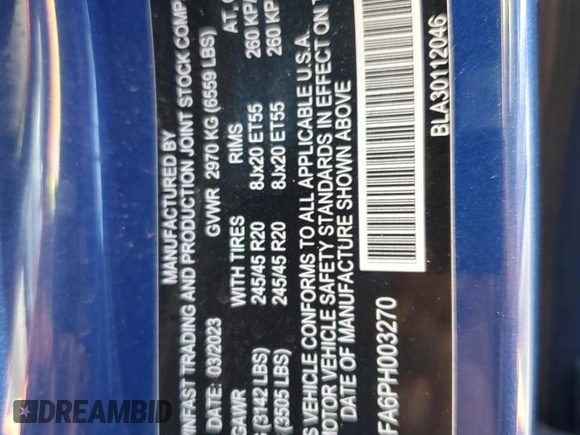 MANUFACTURED BY
VINFAST TRADING AND PRODUCTION JOINT STOCK COMP
DATE: 03/2023 GVWR 2970 KG (6559 LBS)
GAWR WITH TIRES RIMS AT,
(3142 LBS) 245/45 R20 8Jx20 ET55 260 KP
(3505 LBS) 245/45 R20 8Jx20 ET55 260 KP
S VEHICLE CONFORMS TO ALL APPLICABLE U.S.A.
MOTOR VEHICLE SAFETY STANDARDS IN EFFECT ON T
DATE OF MANUFACTURE SHOWN ABOVE
FA6PH003270 BLA30112046
DREAMBID